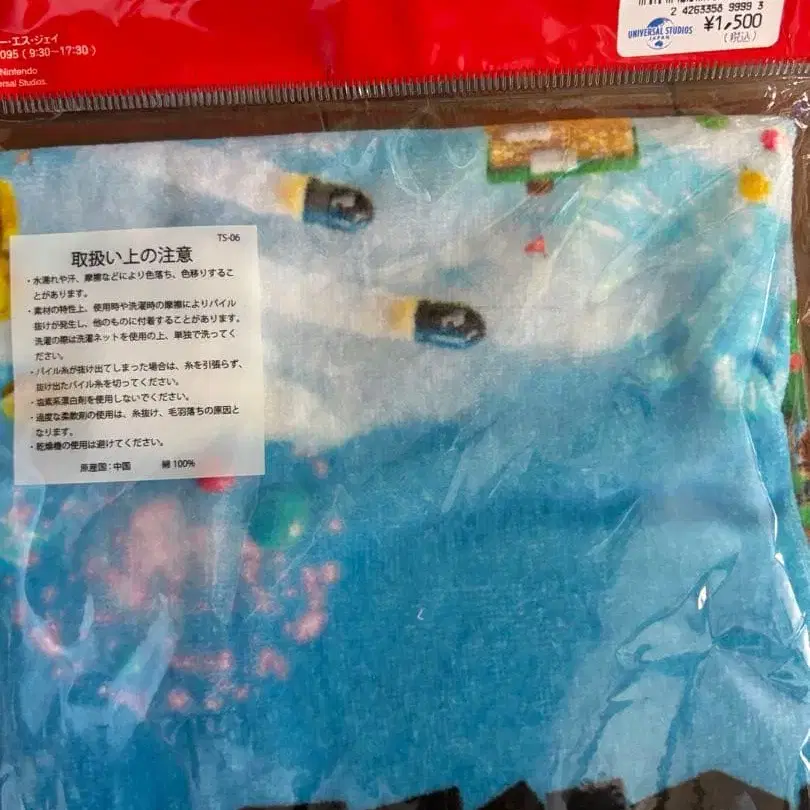 2 4263358 9999 3
¥1,500
(税込)
UNIVERSAL STUDIOS
JAPAN
ー・エス・ジェイ
095 (9:30~17:30)
Nintendo
ersal Studios.
TS-06
取扱い上の注意
・水濡れや汗、摩擦などにより色落ち、色移りするこ
とがあります。
・素材の特性上、使用時や洗濯時の摩擦によりパイル
抜けが発生し、他のものに付着することがあります。
洗濯の際は洗濯ネットを使用の上、単独で洗ってく
ださい。
・パイル糸が抜け出てしまった場合は、糸を引張らず、
抜け出たパイル糸を切ってください。
・塩素系漂白剤を使用しないでください。
・過度な柔軟剤の使用は、糸抜け、毛羽落ちの原因と
なります。
・乾燥機の使用は避けてください。
原産国:中国 綿100%